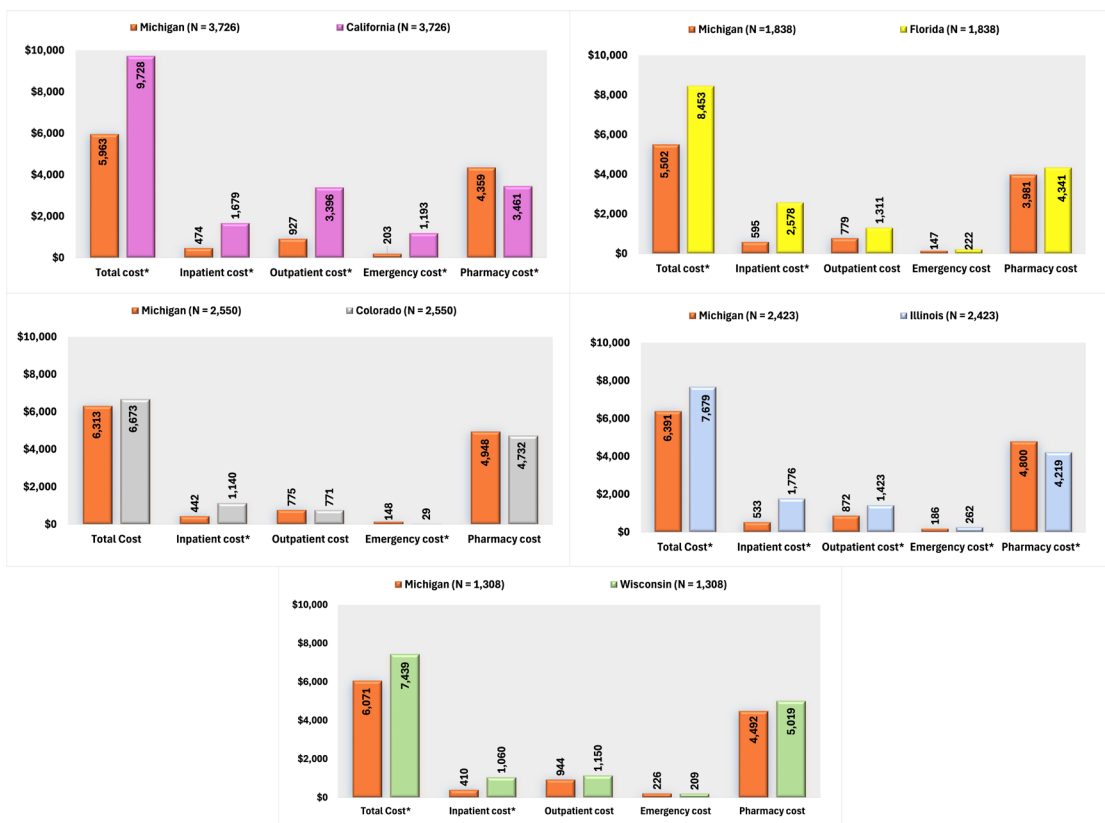 Michigan (N = 3,726) California (N = 3,726)
$10,000
$8,000
$6,000
$4,000
$2,000
$0
5,963 9,728 474 1,679 927 3,396 203 1,193 4,359 3,461
Total cost* Inpatient cost* Outpatient cost* Emergency cost* Pharmacy cost*
Michigan (N =1,838) Florida (N = 1,838)
$10,000
$8,000
$6,000
$4,000
$2,000
$0
5,502 8,453 595 2,578 779 1,311 147 222 3,981 4,341
Total cost* Inpatient cost* Outpatient cost Emergency cost Pharmacy cost
Michigan (N = 2,550) Colorado (N = 2,550)
$10,000
$8,000
$6,000
$4,000
$2,000
$0
6,313 6,673 442 1,140 775 771 148 29 4,948 4,732
Total Cost Inpatient cost* Outpatient cost Emergency cost* Pharmacy cost
Michigan (N = 2,423) Illinois (N = 2,423)
$10,000
$8,000
$6,000
$4,000
$2,000
$0
6,391 7,679 533 1,776 872 1,423 186 262 4,800 4,219
Total Cost* Inpatient cost* Outpatient cost* Emergency cost* Pharmacy cost*
Michigan (N = 1,308) Wisconsin (N = 1,308)
$10,000
$8,000
$6,000
$4,000
$2,000
$0
6,071 7,439 410 1,060 944 1,150 226 209 4,492 5,019
Total Cost* Inpatient cost* Outpatient cost Emergency cost Pharmacy cost